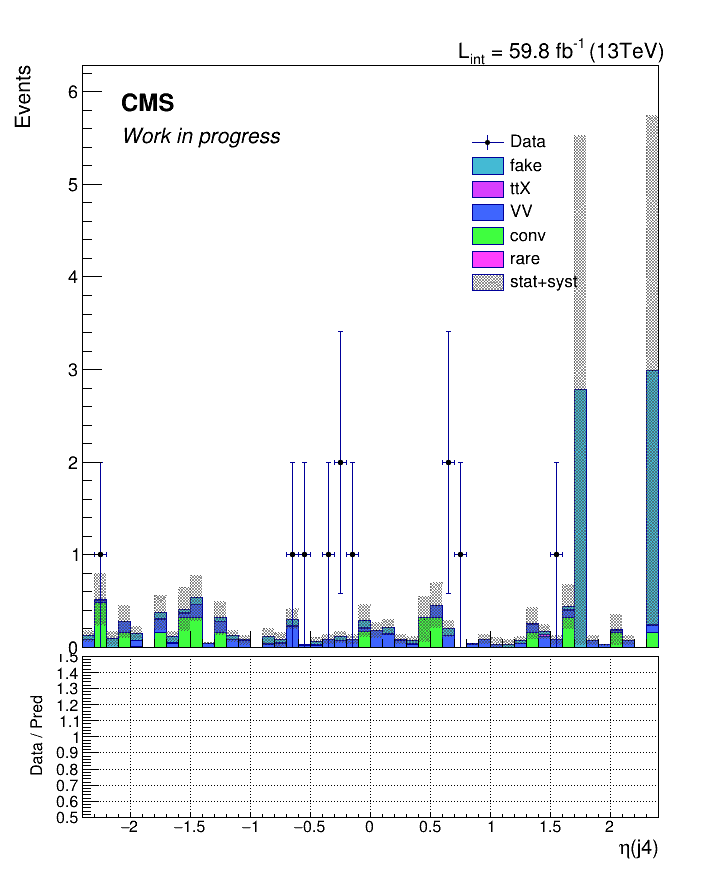 L_int = 59.8 fb^-1 (13TeV)
Events
CMS
Work in progress
Data
fake
ttX
VV
conv
rare
stat+syst
6
5
4
3
2
1
0
Data / Pred
1.5
1.4
1.3
1.2
1.1
1
0.9
0.8
0.7
0.6
0.5
−2 −1.5 −1 −0.5 0 0.5 1 1.5 2
η(j4)